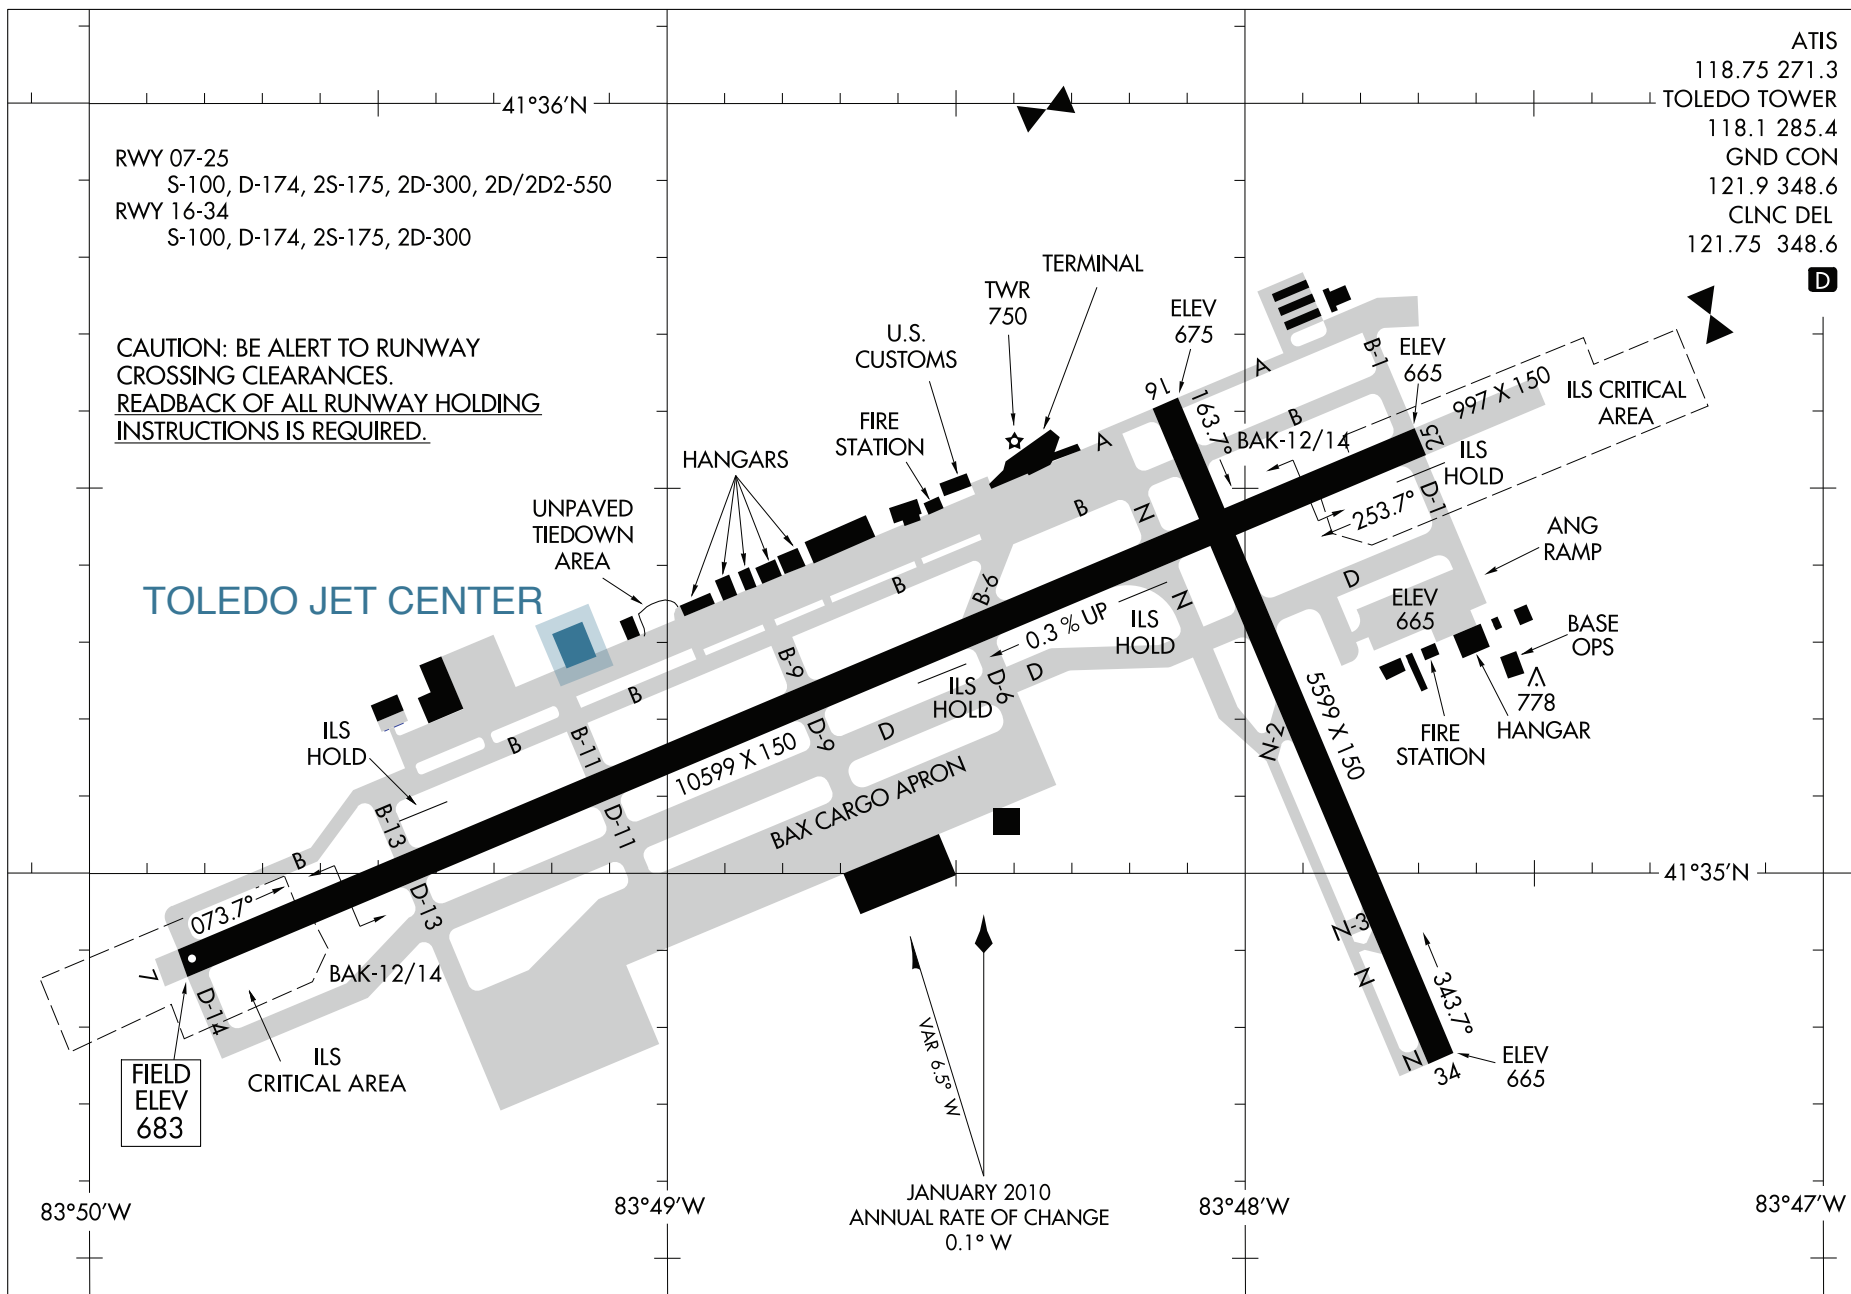 ATIS
118.75 271.3
TOLEDO TOWER
118.1 285.4
GND CON
121.9 348.6
CLNC DEL
121.75 348.6
D
41°36'N
RWY 07-25
S-100, D-174, 2S-175, 2D-300, 2D/2D2-550
RWY 16-34
S-100, D-174, 2S-175, 2D-300
CAUTION: BE ALERT TO RUNWAY
CROSSING CLEARANCES.
READBACK OF ALL RUNWAY HOLDING
INSTRUCTIONS IS REQUIRED.
TERMINAL
TWR
750
U.S.
CUSTOMS
FIRE
STATION
HANGARS
UNPAVED
TIEDOWN
AREA
TOLEDO JET CENTER
ELEV
675
16
163.7°
A
A
B-1
ELEV
665
997 X 150
ILS CRITICAL
AREA
B
BAK-12/14
25
ILS
HOLD
253.7°
D-1
ANG
RAMP
B
N
B
B-6
0.3 % UP
ILS
HOLD
N
D
ELEV
665
BASE
OPS
778
HANGAR
FIRE
STATION
B-9
B
ILS
HOLD
D-6
D
5599 X 150
N-2
ILS
HOLD
B
B-11
10599 X 150
D-9
D
BAX CARGO APRON
B-13
D-11
B
073.7°
D-13
41°35'N
BAK-12/14
7
D-14
N-3
N
343.7°
N
34
ELEV
665
FIELD
ELEV
683
ILS
CRITICAL AREA
VAR 6.5° W
JANUARY 2010
ANNUAL RATE OF CHANGE
0.1° W
83°50'W
83°49'W
83°48'W
83°47'W